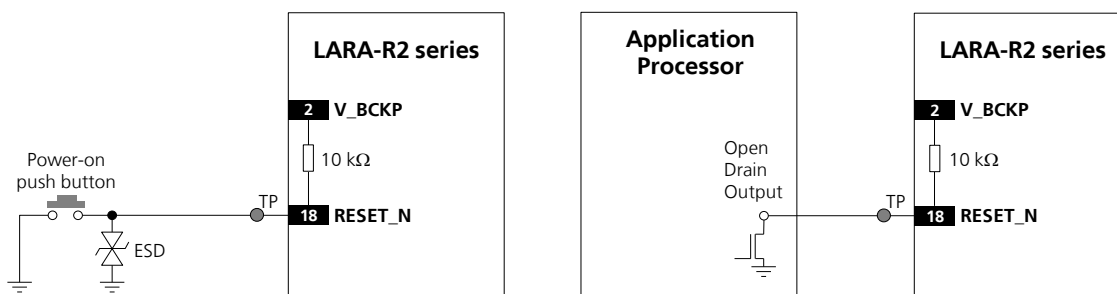 LARA-R2 series
2 V_BCKP
10 kΩ
Power-on
push button
TP
18 RESET_N
ESD
Application
Processor
Open
Drain
Output
TP
LARA-R2 series
2 V_BCKP
10 kΩ
18 RESET_N